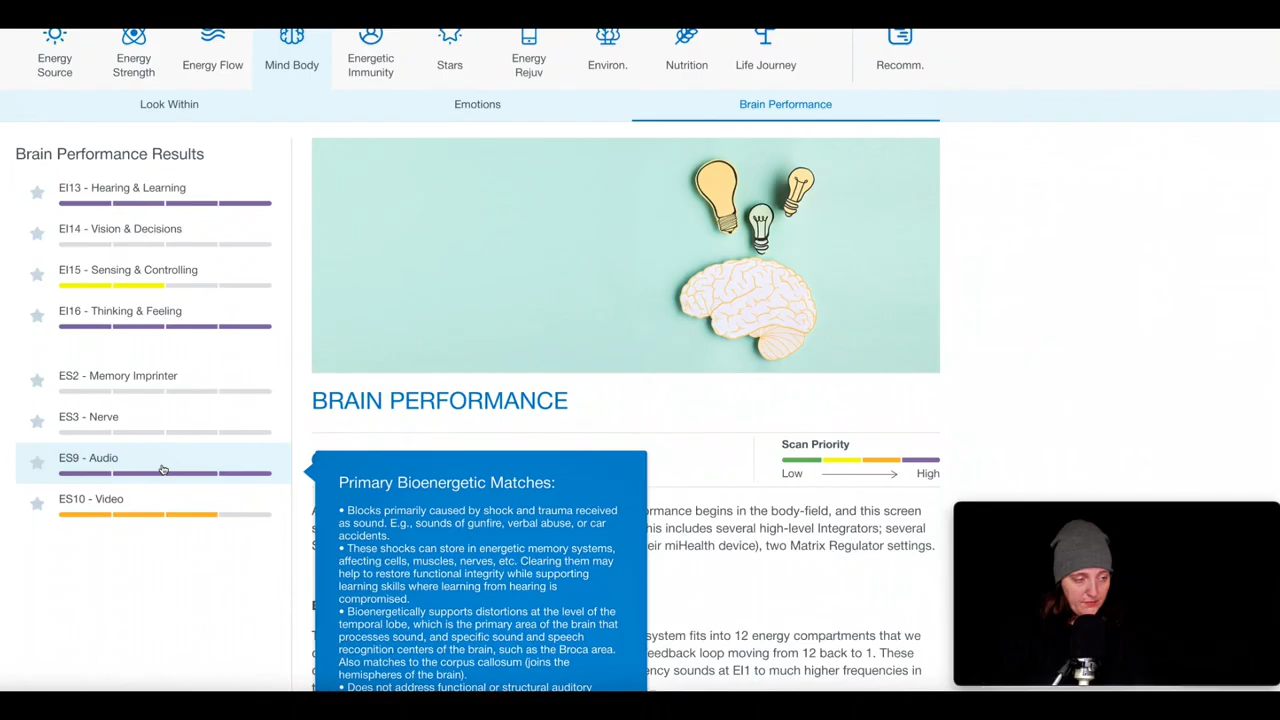 Energy Source
Energy Strength
Energy Flow
Mind Body
Energetic Immunity
Stars
Energy Rejuv
Environ.
Nutrition
Life Journey
Recomm.
Look Within
Emotions
Brain Performance
Brain Performance Results
EI13 - Hearing & Learning
EI14 - Vision & Decisions
EI15 - Sensing & Controlling
EI16 - Thinking & Feeling
ES2 - Memory Imprinter
ES3 - Nerve
ES9 - Audio
ES10 - Video
BRAIN PERFORMANCE
Scan Priority
Low
High
Primary Bioenergetic Matches:
• Blocks primarily caused by shock and trauma received
as sound. E.g., sounds of gunfire, verbal abuse, or car
accidents.
• These shocks can store in energetic memory systems,
affecting cells, muscles, nerves, etc. Clearing them may
help to restore functional integrity while supporting
learning skills where learning from hearing is
compromised.
• Bioenergetically supports distortions at the level of the
temporal lobe, which is the primary area of the brain that
processes sound, and specific sound and speech
recognition centers of the brain, such as the Broca area.
Also matches to the corpus callosum (joins the
hemispheres of the brain).
• Does not address functional or structural auditory
begins in the body-field, and this screen
his includes several high-level Integrators; several
eir miHealth device), two Matrix Regulator settings.
system fits into 12 energy compartments that we
eedback loop moving from 12 back to 1. These
ency sounds at EI1 to much higher frequencies in